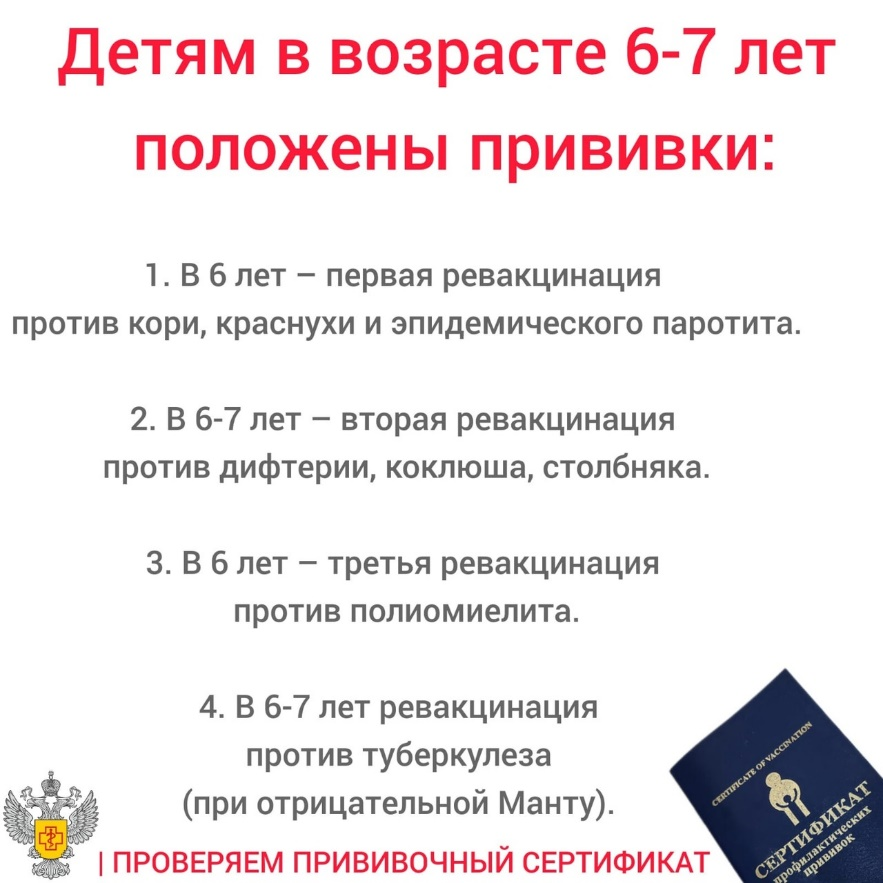 Детям в возрасте 6-7 лет
положены прививки:
1. В 6 лет – первая ревакцинация
против кори, краснухи и эпидемического паротита.
2. В 6-7 лет – вторая ревакцинация
против дифтерии, коклюша, столбняка.
3. В 6 лет – третья ревакцинация
против полиомиелита.
4. В 6-7 лет ревакцинация
против туберкулеза
(при отрицательной Манту).
| ПРОВЕРЯЕМ ПРИВИВОЧНЫЙ СЕРТИФИКАТ
CERTIFICATE OF VACCINATION
СЕРТИФИКАТ
профилактических
прививок